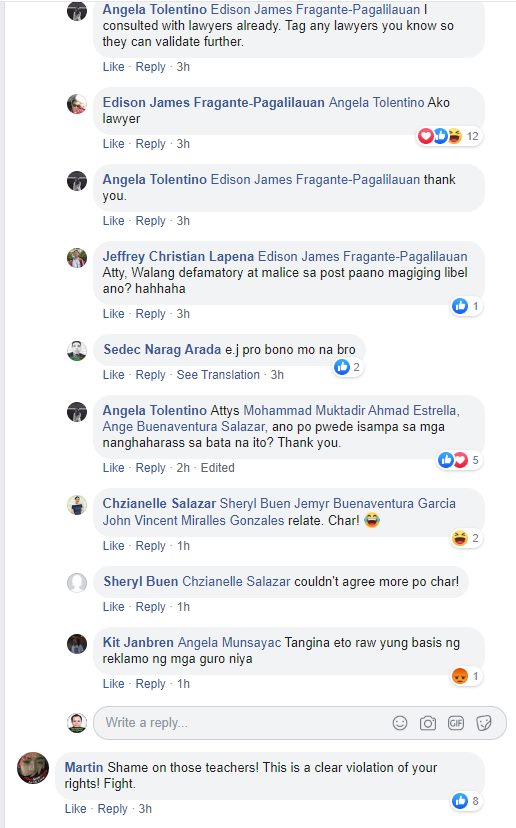 Angela Tolentino Edison James Fragante-Pagalilauan I
consulted with lawyers already. Tag any lawyers you know so
they can validate further.
Like · Reply · 3h
Edison James Fragante-Pagalilauan Angela Tolentino Ako
lawyer
12
Like · Reply · 3h
Angela Tolentino Edison James Fragante-Pagalilauan thank
you.
Like · Reply · 3h
Jeffrey Christian Lapena Edison James Fragante-Pagalilauan
Atty, Walang defamatory at malice sa post paano magiging libel
ano? hahhaha
1
Like · Reply · 3h
Sedec Narag Arada e.j pro bono mo na bro
2
Like · Reply · See Translation · 3h
Angela Tolentino Attys Mohammad Muktadir Ahmad Estrella,
Ange Buenaventura Salazar, ano po pwede isampa sa mga
nanghaharass sa bata na ito? Thank you.
5
Like · Reply · 2h · Edited
Chzianelle Salazar Sheryl Buen Jemyr Buenaventura Garcia
John Vincent Miralles Gonzales relate. Char! 😂
2
Like · Reply · 1h
Sheryl Buen Chzianelle Salazar couldn't agree more po char!
Like · Reply · 1h
Kit Janbren Angela Munsayac Tangina eto raw yung basis ng
reklamo ng mga guro niya
1
Like · Reply · 1h
Write a reply...
GIF
Martin Shame on those teachers! This is a clear violation of your
rights! Fight.
8
Like · Reply · 3h